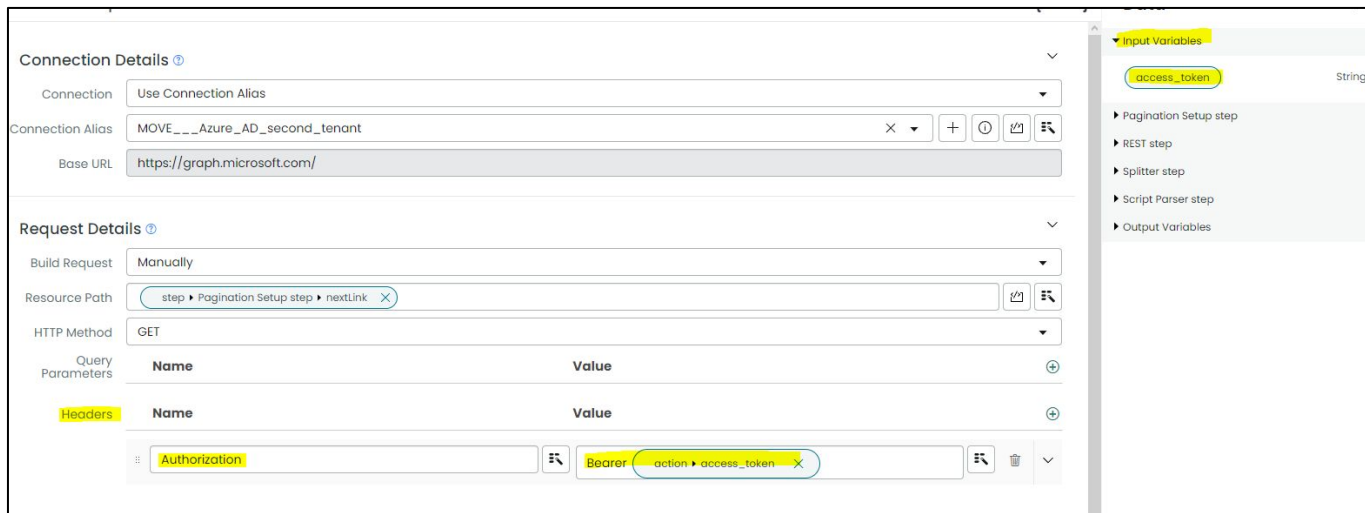 Connection Details
Connection
Use Connection Alias
Connection Alias
MOVE___Azure_AD_second_tenant
Base URL
https://graph.microsoft.com/
Request Details
Build Request
Manually
Resource Path
step ▸ Pagination Setup step ▸ nextLink
HTTP Method
GET
Query Parameters
Name Value
Headers
Name Value
Authorization
Bearer action ▸ access_token
Input Variables
access_token String
Pagination Setup step
REST step
Splitter step
Script Parser step
Output Variables